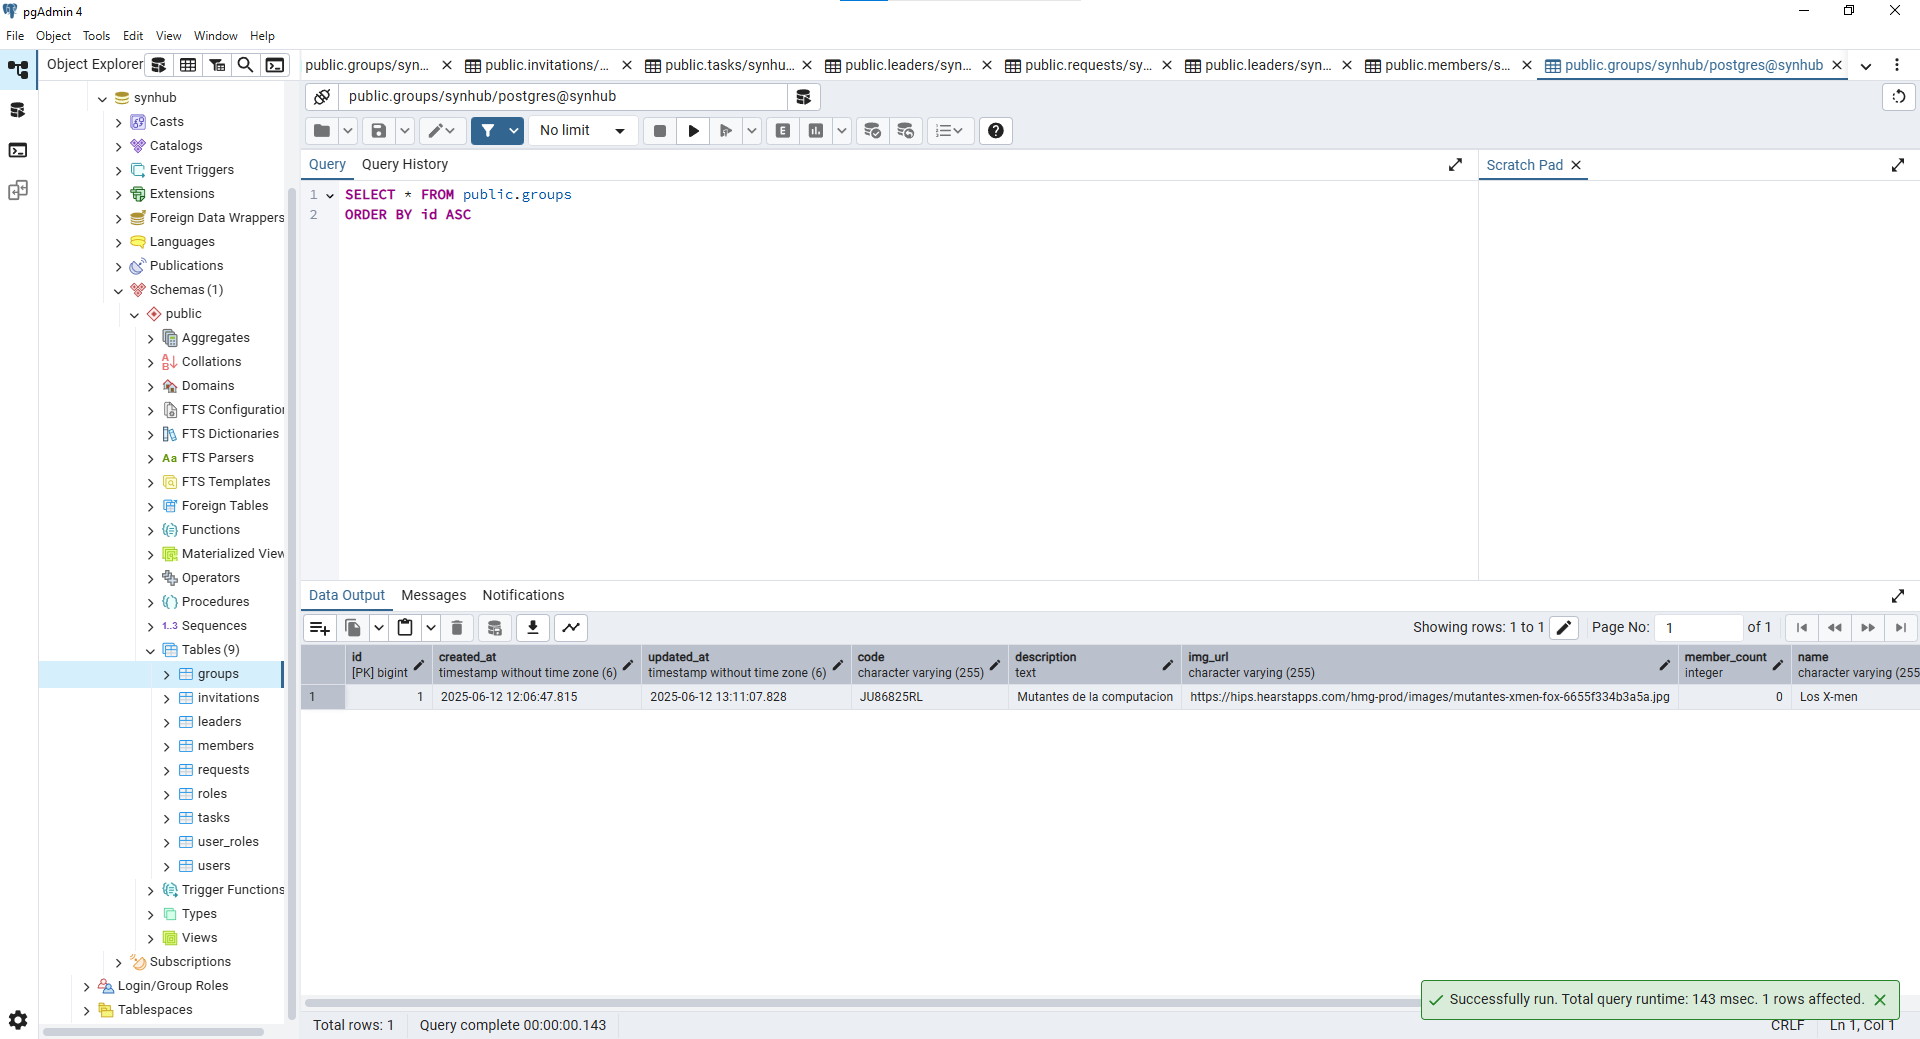 pgAdmin 4
File Object Tools Edit View Window Help
Object Explorer
public.groups/syn... public.invitations/... public.tasks/synhu... public.leaders/syn... public.requests/sy... public.leaders/syn... public.members/s... public.groups/synhub/postgres@synhub
public.groups/synhub/postgres@synhub
No limit
E
Query Query History
Scratch Pad
1 SELECT * FROM public.groups
2 ORDER BY id ASC
synhub
Casts
Catalogs
Event Triggers
Extensions
Foreign Data Wrappers
Languages
Publications
Schemas (1)
public
Aggregates
Collations
Domains
FTS Configuration
FTS Dictionaries
Aa FTS Parsers
FTS Templates
Foreign Tables
Functions
Materialized View
Operators
Procedures
1..3 Sequences
Tables (9)
groups
invitations
leaders
members
requests
roles
tasks
user_roles
users
Trigger Functions
Types
Views
Subscriptions
Login/Group Roles
Tablespaces
Data Output Messages Notifications
Showing rows: 1 to 1 Page No: 1 of 1
id created_at updated_at code description img_url member_count name
[PK] bigint timestamp without time zone (6) timestamp without time zone (6) character varying (255) text character varying (255) integer character varying (255
1 1 2025-06-12 12:06:47.815 2025-06-12 13:11:07.828 JU86825RL Mutantes de la computacion https://hips.hearstapps.com/hmg-prod/images/mutantes-xmen-fox-6655f334b3a5a.jpg 0 Los X-men
Successfully run. Total query runtime: 143 msec. 1 rows affected.
Total rows: 1 Query complete 00:00:00.143 CRLF Ln 1, Col 1